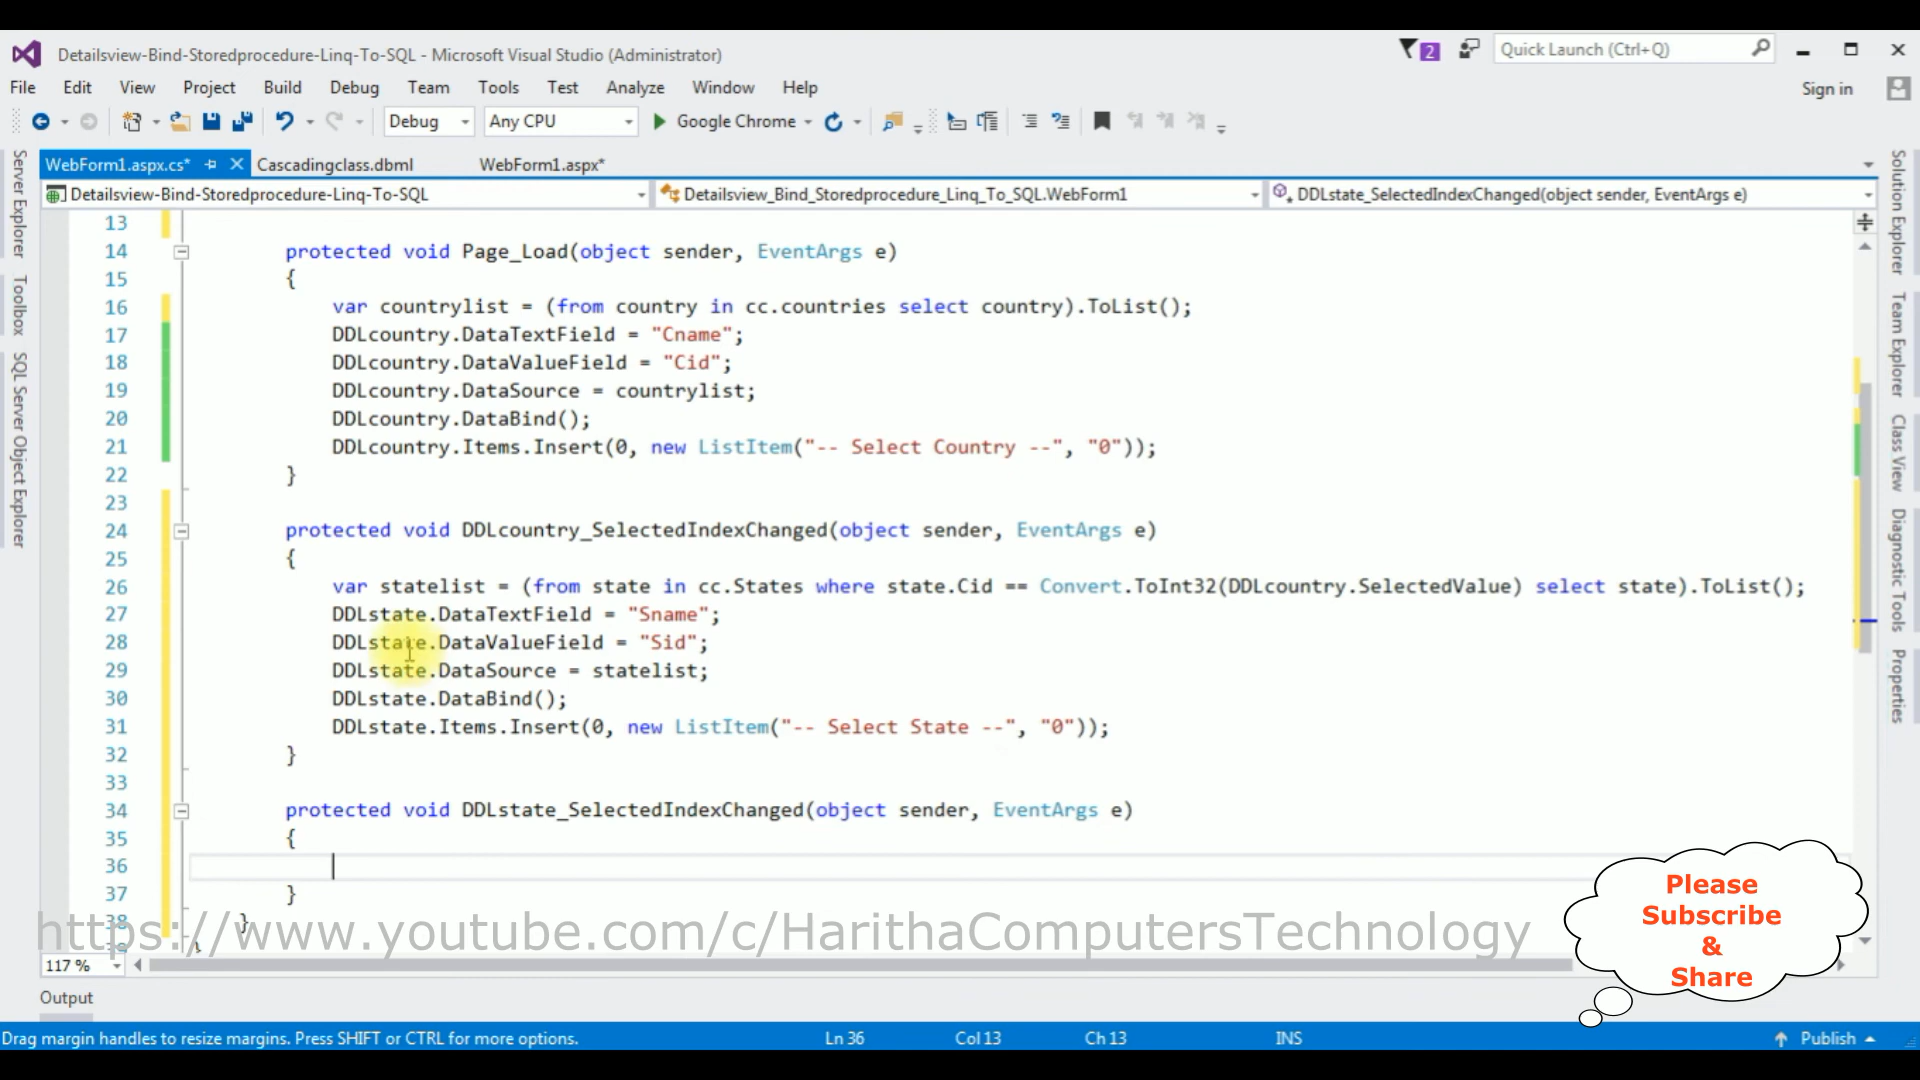 Detailsview-Bind-Storedprocedure-Linq-To-SQL - Microsoft Visual Studio (Administrator)
2
Quick Launch (Ctrl+Q)
File Edit View Project Build Debug Team Tools Test Analyze Window Help
Sign in
Debug Any CPU Google Chrome
WebForm1.aspx.cs* Cascadingclass.dbml WebForm1.aspx*
Detailsview-Bind-Storedprocedure-Linq-To-SQL Detailsview_Bind_Storedprocedure_Linq_To_SQL.WebForm1 DDLstate_SelectedIndexChanged(object sender, EventArgs e)
Server Explorer
Toolbox
SQL Server Object Explorer
13
14 protected void Page_Load(object sender, EventArgs e)
15 {
16 var countrylist = (from country in cc.countries select country).ToList();
17 DDLcountry.DataTextField = "Cname";
18 DDLcountry.DataValueField = "Cid";
19 DDLcountry.DataSource = countrylist;
20 DDLcountry.DataBind();
21 DDLcountry.Items.Insert(0, new ListItem("-- Select Country --", "0"));
22 }
23
24 protected void DDLcountry_SelectedIndexChanged(object sender, EventArgs e)
25 {
26 var statelist = (from state in cc.States where state.Cid == Convert.ToInt32(DDLcountry.SelectedValue) select state).ToList();
27 DDLstate.DataTextField = "Sname";
28 DDLstate.DataValueField = "Sid";
29 DDLstate.DataSource = statelist;
30 DDLstate.DataBind();
31 DDLstate.Items.Insert(0, new ListItem("-- Select State --", "0"));
32 }
33
34 protected void DDLstate_SelectedIndexChanged(object sender, EventArgs e)
35 {
36
37 }
38 }
}
Solution Explorer
Team Explorer
Class View
Diagnostic Tools
Properties
https://www.youtube.com/c/HarithaComputersTechnology
Please
Subscribe
&
Share
117 %
Output
Drag margin handles to resize margins. Press SHIFT or CTRL for more options. Ln 36 Col 13 Ch 13 INS Publish